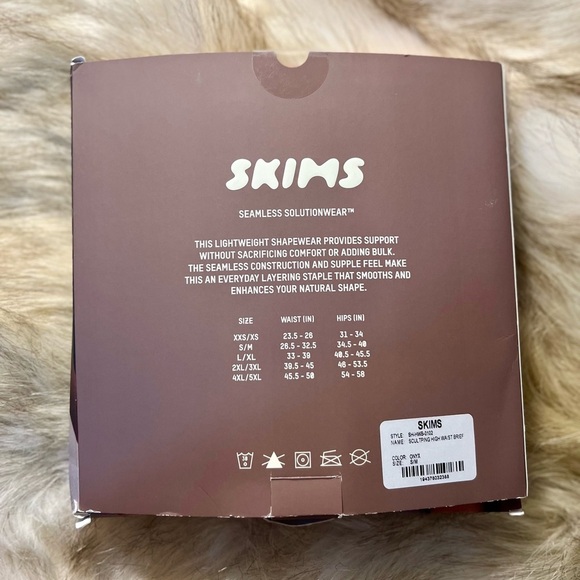 SKIMS
SEAMLESS SOLUTIONWEAR™
THIS LIGHTWEIGHT SHAPEWEAR PROVIDES SUPPORT
WITHOUT SACRIFICING COMFORT OR ADDING BULK.
THE SEAMLESS CONSTRUCTION AND SUPPLE FEEL MAKE
THIS AN EVERYDAY LAYERING STAPLE THAT SMOOTHS AND
ENHANCES YOUR NATURAL SHAPE.
SIZE WAIST (IN) HIPS (IN)
XXS/XS 23.5 - 26 31 - 34
S/M 26.5 - 32.5 34.5 - 40
L/XL 33 - 39 40.5 - 45.5
2XL/3XL 39.5 - 45 46 - 53.5
4XL/5XL 45.5 - 50 54 - 58
SKIMS
STYLE: SH-HWB-0102
NAME: SCULTPING HIGH WAIST BRIEF
COLOR: ONYX
SIZE: S/M